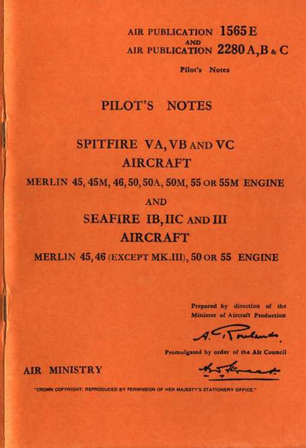 AIR PUBLICATION 1565E
AND
AIR PUBLICATION 2280 A,B & C
Pilot's Notes
PILOT'S NOTES
SPITFIRE VA, VB AND VC
AIRCRAFT
MERLIN 45, 45M, 46, 50, 50A, 50M, 55 OR 55M ENGINE
AND
SEAFIRE IB, IIC AND III
AIRCRAFT
MERLIN 45, 46 (EXCEPT MK.III), 50 OR 55 ENGINE
Prepared by direction of the
Minister of Aircraft Production
Promulgated by order of the Air Council
AIR MINISTRY
"CROWN COPYRIGHT. REPRODUCED BY PERMISSION OF HER MAJESTY'S STATIONERY OFFICE."